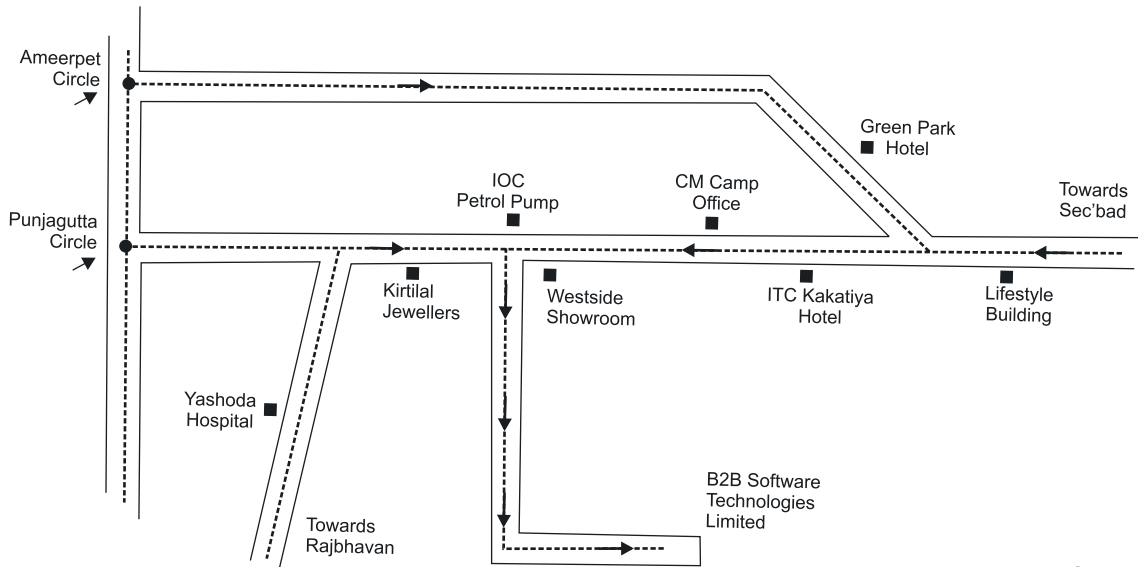 Ameerpet
Circle
Green Park
Hotel
IOC
Petrol Pump
CM Camp
Office
Towards
Sec'bad
Punjagutta
Circle
Kirtilal
Jewellers
Westside
Showroom
ITC Kakatiya
Hotel
Lifestyle
Building
Yashoda
Hospital
B2B Software
Technologies
Limited
Towards
Rajbhavan